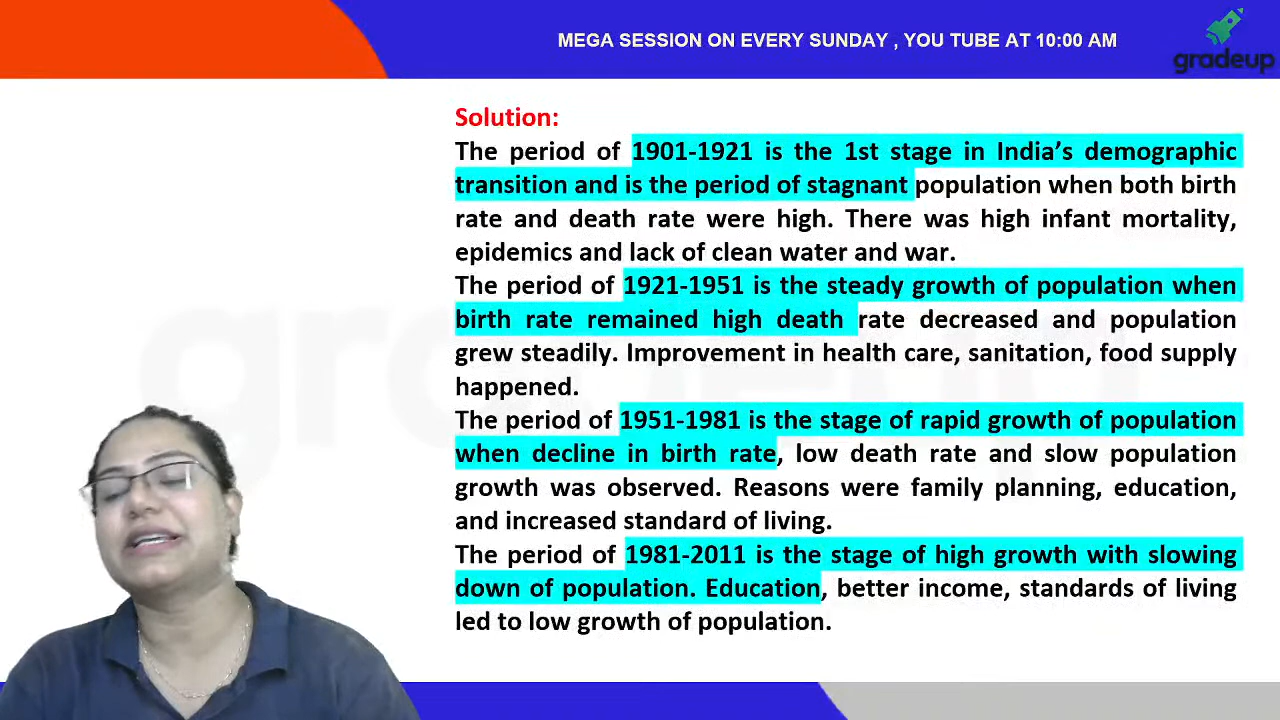 MEGA SESSION ON EVERY SUNDAY , YOU TUBE AT 10:00 AM
gradeup
Solution:
The period of 1901-1921 is the 1st stage in India’s demographic
transition and is the period of stagnant population when both birth
rate and death rate were high. There was high infant mortality,
epidemics and lack of clean water and war.
The period of 1921-1951 is the steady growth of population when
birth rate remained high death rate decreased and population
grew steadily. Improvement in health care, sanitation, food supply
happened.
The period of 1951-1981 is the stage of rapid growth of population
when decline in birth rate, low death rate and slow population
growth was observed. Reasons were family planning, education,
and increased standard of living.
The period of 1981-2011 is the stage of high growth with slowing
down of population. Education, better income, standards of living
led to low growth of population.